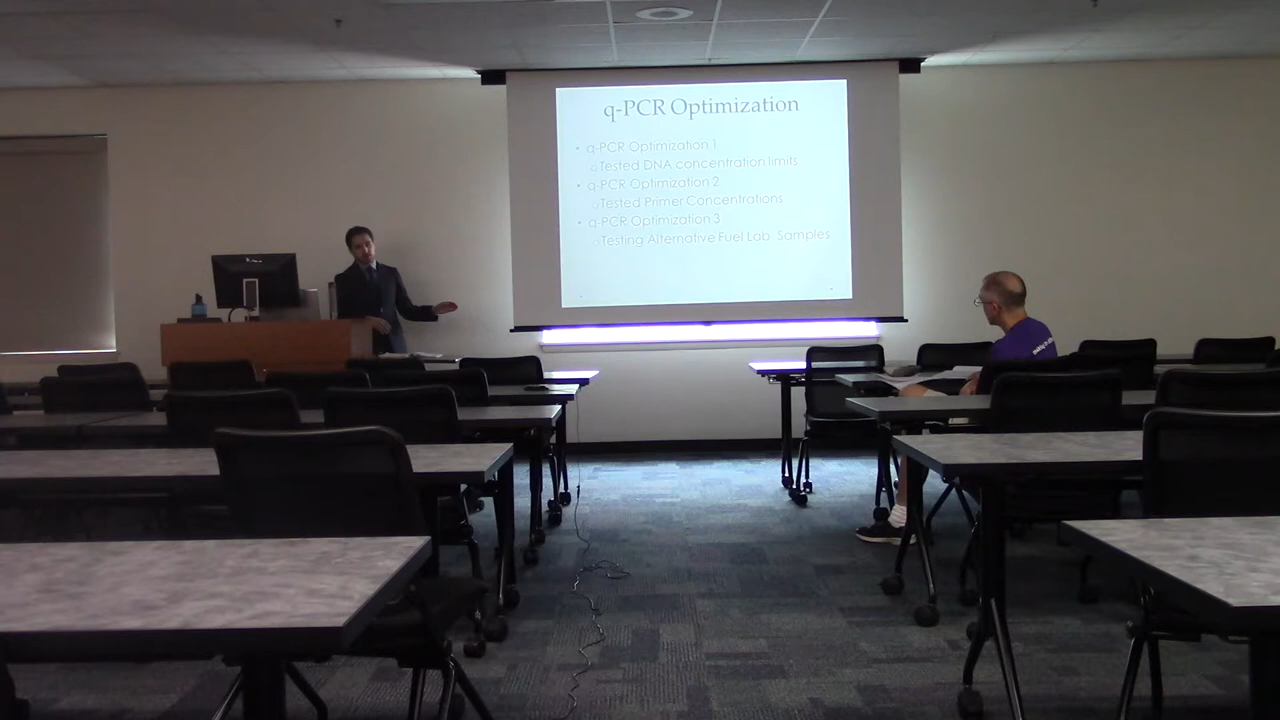 q-PCR Optimization
• q-PCR Optimization 1
o Tested DNA concentration limits
• q-PCR Optimization 2
o Tested Primer Concentrations
• q-PCR Optimization 3
o Testing Alternative Fuel Lab Samples